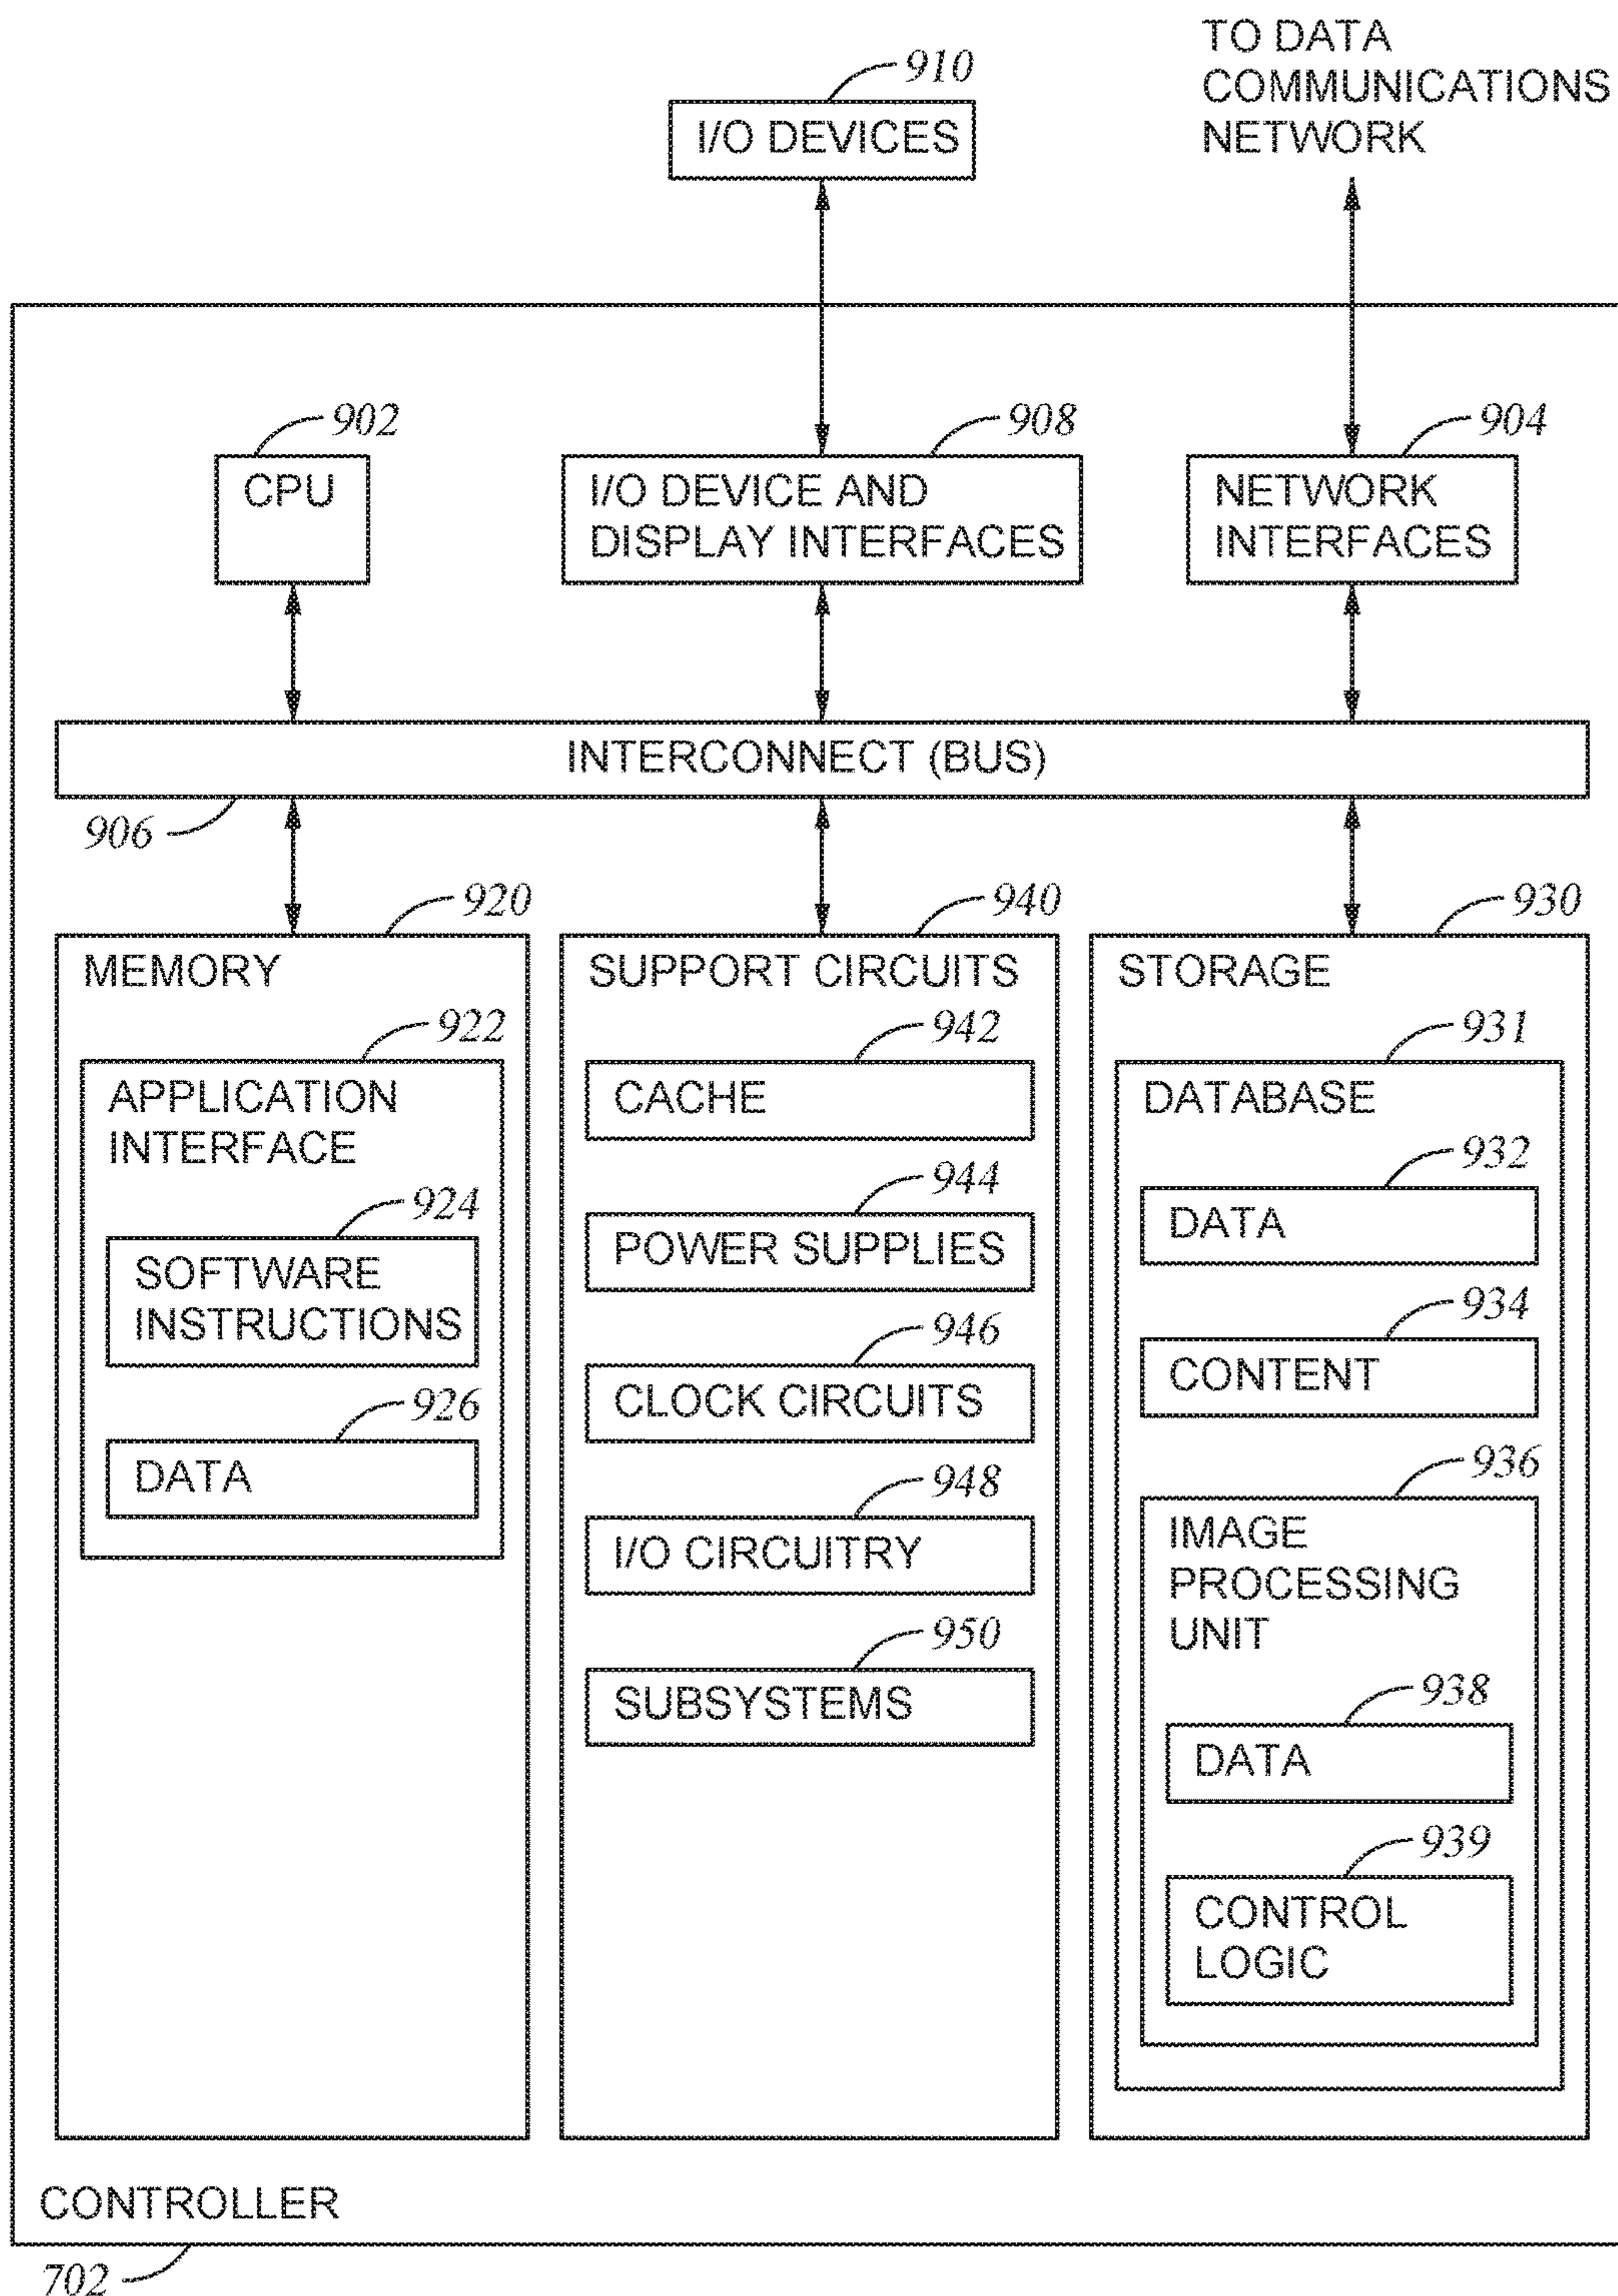 TO DATA
COMMUNICATIONS
NETWORK
910
I/O DEVICES
902
CPU
908
I/O DEVICE AND
DISPLAY INTERFACES
904
NETWORK
INTERFACES
INTERCONNECT (BUS)
906
920
MEMORY
922
APPLICATION
INTERFACE
924
SOFTWARE
INSTRUCTIONS
926
DATA
940
SUPPORT CIRCUITS
942
CACHE
944
POWER SUPPLIES
946
CLOCK CIRCUITS
948
I/O CIRCUITRY
950
SUBSYSTEMS
930
STORAGE
931
DATABASE
932
DATA
934
CONTENT
936
IMAGE
PROCESSING
UNIT
938
DATA
939
CONTROL
LOGIC
CONTROLLER
702